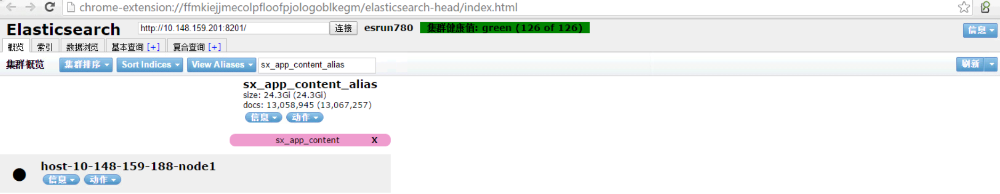 chrome-extension://ffmkiejjmecolpfloofpjologoblkegm/elasticsearch-head/index.html
Elasticsearch http://10.148.159.201:8201/ 连接 esrun780 集群健康值: green (126 of 126) 信息
概览 索引 数据浏览 基本查询 [+] 复合查询 [+]
集群概览 集群排序 Sort Indices View Aliases sx_app_content_alias 刷新
sx_app_content_alias
size: 24.3Gi (24.3Gi)
docs: 13,058,945 (13,067,257)
信息 动作
sx_app_content X
host-10-148-159-188-node1
信息 动作